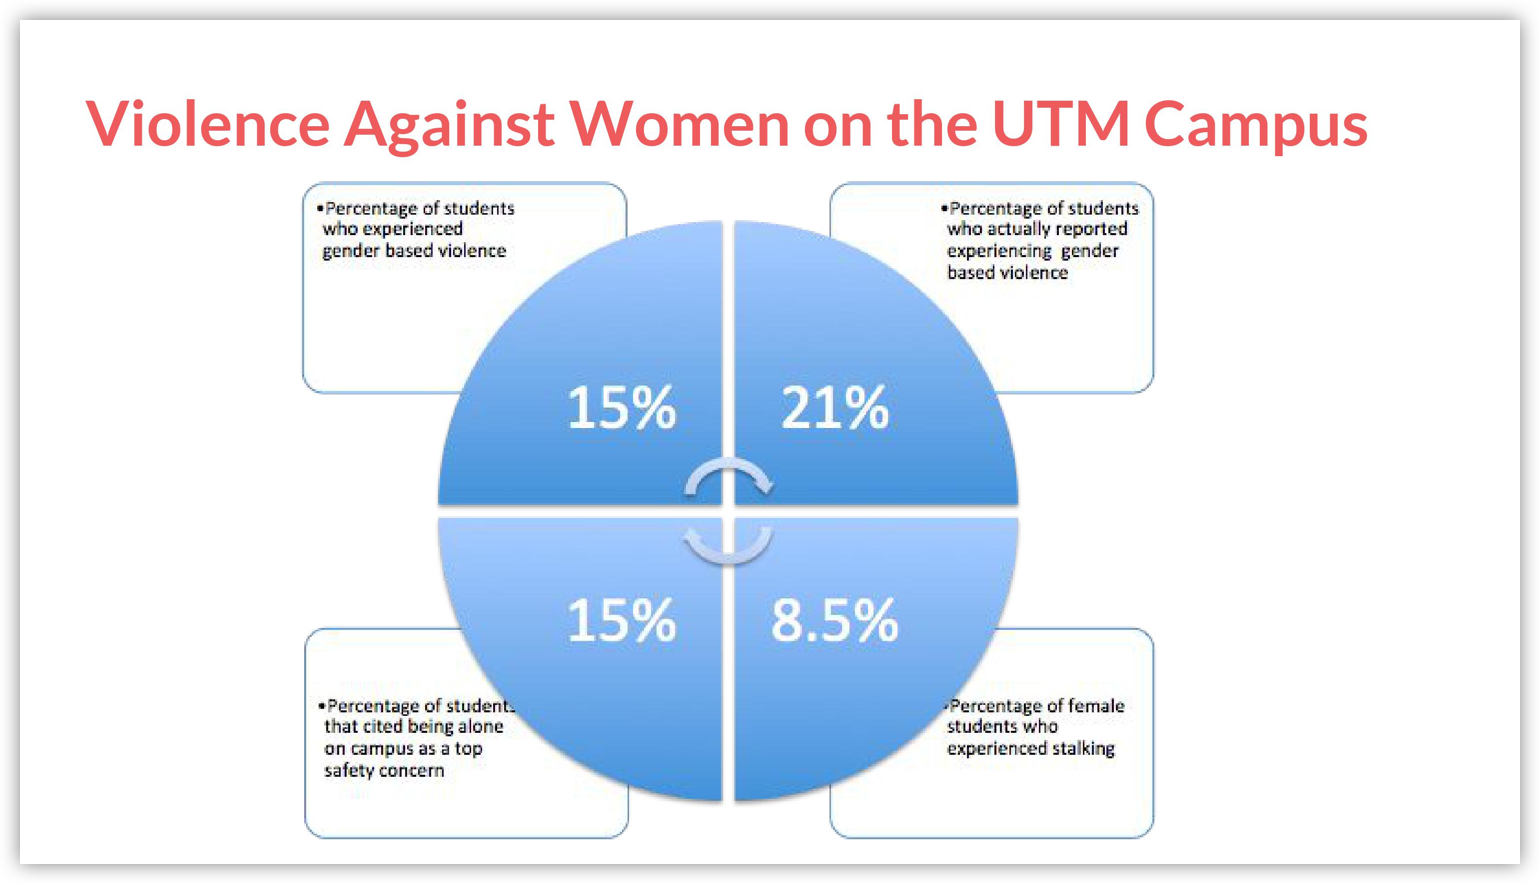 Violence Against Women on the UTM Campus
•Percentage of students
who experienced
gender based violence
•Percentage of students
who actually reported
experiencing gender
based violence
15%
21%
15%
8.5%
•Percentage of students
that cited being alone
on campus as a top
safety concern
•Percentage of female
students who
experienced stalking